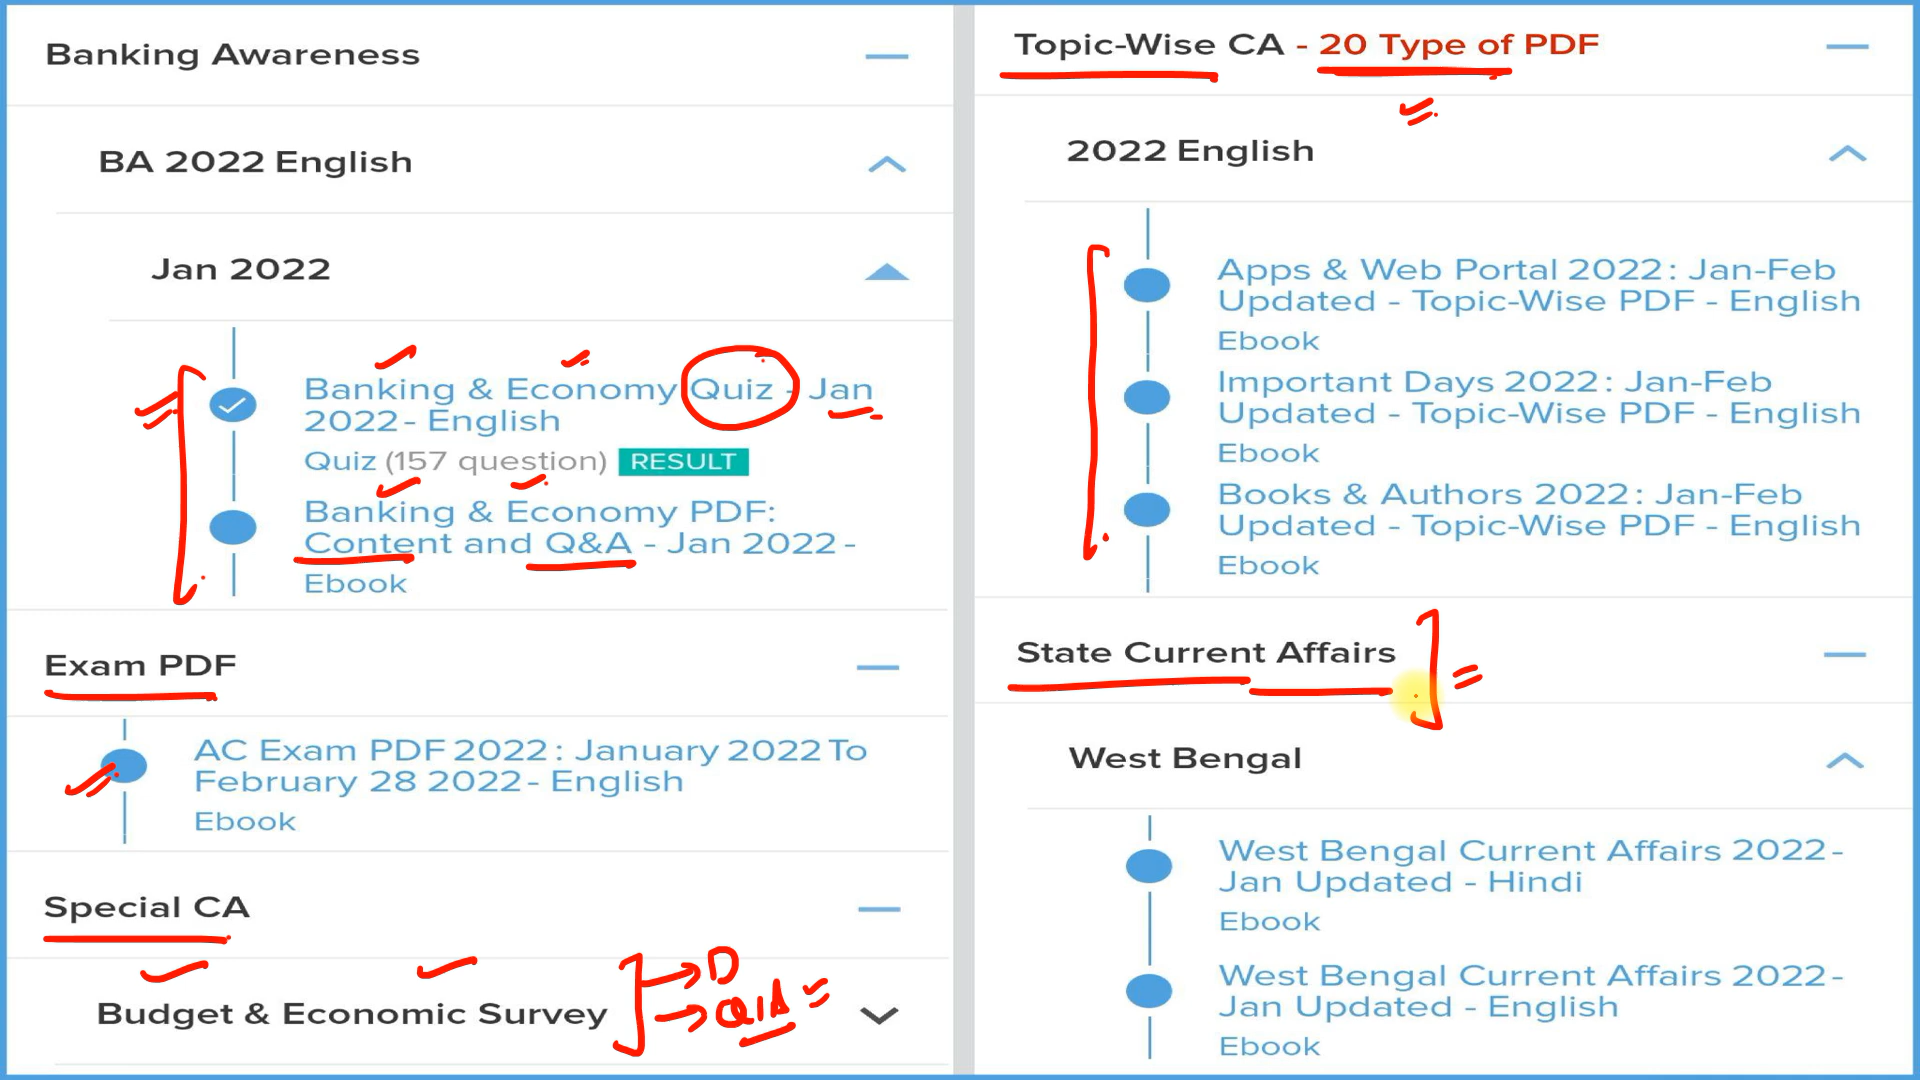 Banking Awareness
BA 2022 English
Jan 2022
Banking & Economy Quiz - Jan
2022- English
Quiz (157 question) RESULT
Banking & Economy PDF:
Content and Q&A - Jan 2022 -
Ebook
Exam PDF
AC Exam PDF 2022: January 2022 To
February 28 2022- English
Ebook
Special CA
Budget & Economic Survey
D
Q&A
Topic-Wise CA - 20 Type of PDF
2022 English
Apps & Web Portal 2022: Jan-Feb
Updated - Topic-Wise PDF - English
Ebook
Important Days 2022: Jan-Feb
Updated - Topic-Wise PDF - English
Ebook
Books & Authors 2022: Jan-Feb
Updated - Topic-Wise PDF - English
Ebook
State Current Affairs
West Bengal
West Bengal Current Affairs 2022-
Jan Updated - Hindi
Ebook
West Bengal Current Affairs 2022-
Jan Updated - English
Ebook